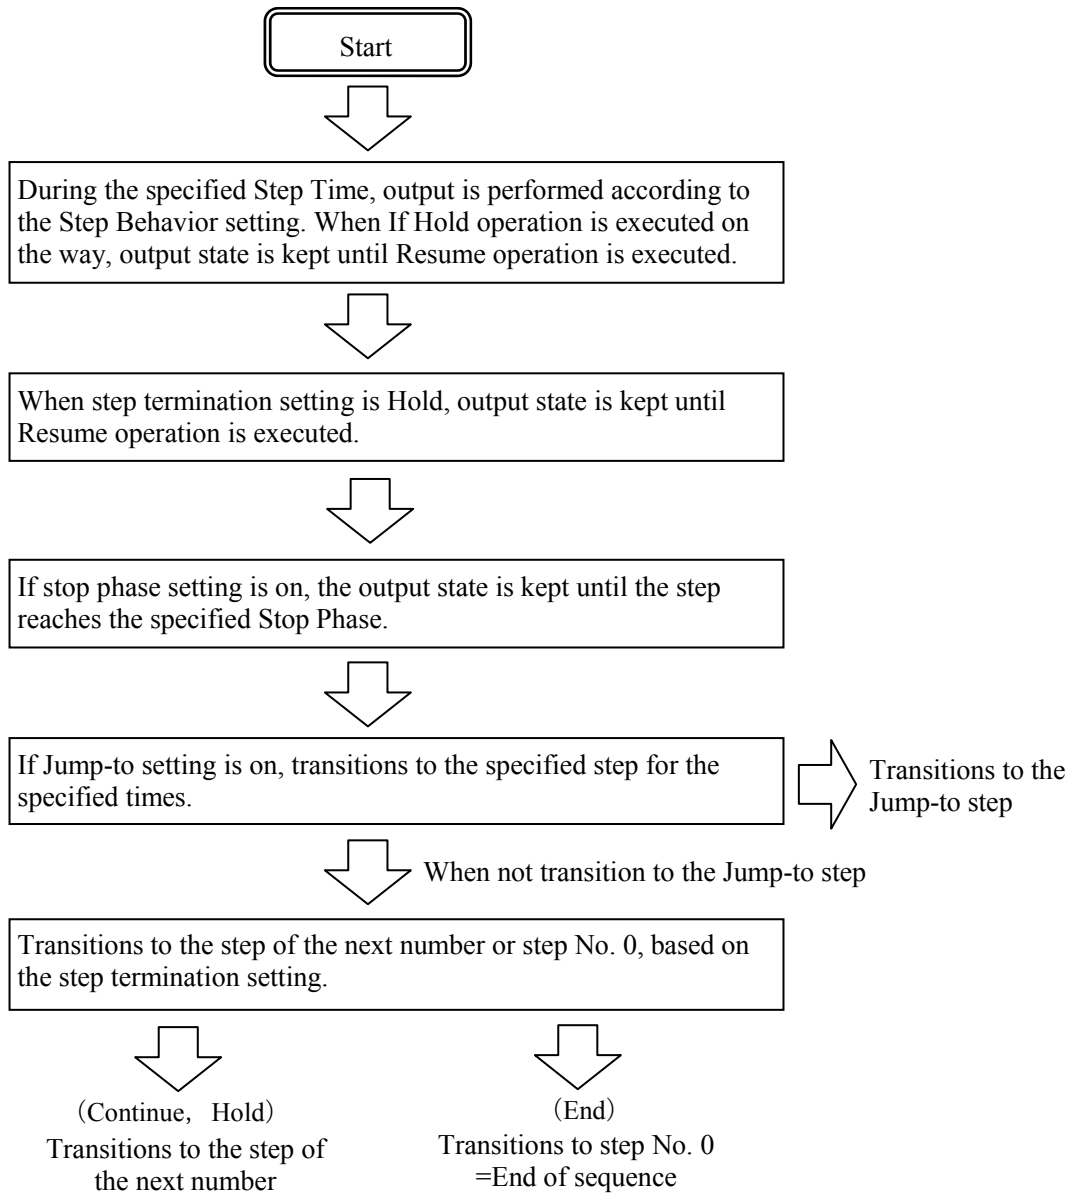 Start
During the specified Step Time, output is performed according to
the Step Behavior setting. When If Hold operation is executed on
the way, output state is kept until Resume operation is executed.
When step termination setting is Hold, output state is kept until
Resume operation is executed.
If stop phase setting is on, the output state is kept until the step
reaches the specified Stop Phase.
If Jump-to setting is on, transitions to the specified step for the
specified times.
Transitions to the
Jump-to step
When not transition to the Jump-to step
Transitions to the step of the next number or step No. 0, based on
the step termination setting.
（Continue, Hold）
Transitions to the step of
the next number
（End）
Transitions to step No. 0
=End of sequence